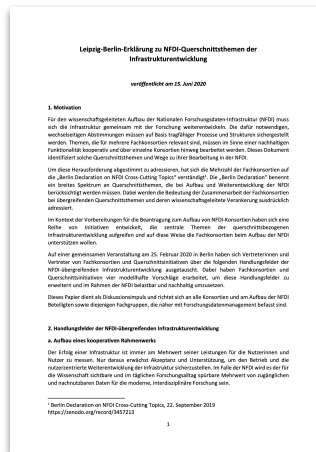 Leipzig-Berlin-Erklärung zu NFDI-Querschnittsthemen der
Infrastrukturentwicklung
veröffentlicht am 15. Juni 2020
1. Motivation
Für den wissenschaftsgeleiteten Aufbau der Nationalen Forschungsdaten-Infrastruktur (NFDI) muss
sich die Infrastruktur gemeinsam mit der Forschung weiterentwickeln. Die dafür notwendigen,
wechselseitigen Abstimmungen müssen auf Basis tragfähiger Prozesse und Strukturen sichergestellt
werden. Themen, die für mehrere Fachkonsortien relevant sind, müssen im Sinne einer nachhaltigen
Funktionalität kooperativ und über einzelne Konsortien hinweg bearbeitet werden. Dieses Dokument
identifiziert solche Querschnittsthemen und Wege zu ihrer Bearbeitung in der NFDI.
Um diese Herausforderung abgestimmt zu adressieren, hat sich die Mehrzahl der Fachkonsortien auf
die „Berlin Declaration on NFDI Cross-Cutting Topics" verständigt¹. Die „Berlin Declaration" benennt
ein breites Spektrum an Querschnittsthemen, die bei Aufbau und Weiterentwicklung der NFDI
berücksichtigt werden müssen. Dabei werden die Bedeutung der Zusammenarbeit der Fachkonsortien bei
übergreifenden Querschnittsthemen und deren wissenschaftsgeleitete Verankerung ausdrücklich
adressiert.
Im Kontext der Vorbereitungen für die Beantragung zum Aufbau von NFDI-Konsortien haben sich eine
Reihe von Initiativen entwickelt, die zentrale Themen der querschnittsbezogenen
Infrastrukturentwicklung aufgreifen und auf diese Weise die Fachkonsortien beim Aufbau der NFDI
unterstützen wollen.
Auf einer gemeinsamen Veranstaltung am 25. Februar 2020 in Berlin haben sich Vertreterinnen und
Vertreter von Fachkonsortien und Querschnittsinitiativen über die folgenden Handlungsfelder der
NFDI-übergreifenden Infrastrukturentwicklung ausgetauscht. Dabei haben Fachkonsortien und
Querschnittsinitiativen vier modellhafte Vorschläge erarbeitet, um diese Handlungsfelder zu
erweitern und im Rahmen der NFDI belastbar und nachhaltig umzusetzen.
Dieses Papier dient als Diskussionsimpuls und richtet sich an alle Konsortien und am Aufbau der NFDI
Beteiligten sowie diejenigen Fachgruppen, die näher mit Forschungsdatenmanagement befasst sind.
2. Handlungsfelder der NFDI-übergreifenden Infrastrukturentwicklung
a. Aufbau eines kooperativen Rahmenwerks
Der Erfolg einer Infrastruktur ist immer am Mehrwert seiner Leistungen für die Nutzerinnen und
Nutzer zu messen. Nur daraus erwächst Akzeptanz und Unterstützung, um den Betrieb und die
nutzerzentrierte Weiterentwicklung der Infrastruktur sicherzustellen. Im Falle der NFDI wird es der für
die Wissenschaft sichtbare und im täglichen Forschungsalltag spürbare Mehrwert von zugänglichen
und nachnutzbaren Daten für die moderne, interdisziplinäre Forschung sein.
¹ Berlin Declaration on NFDI Cross-Cutting Topics, 22. September 2019
https://zenodo.org/record/3457213
1